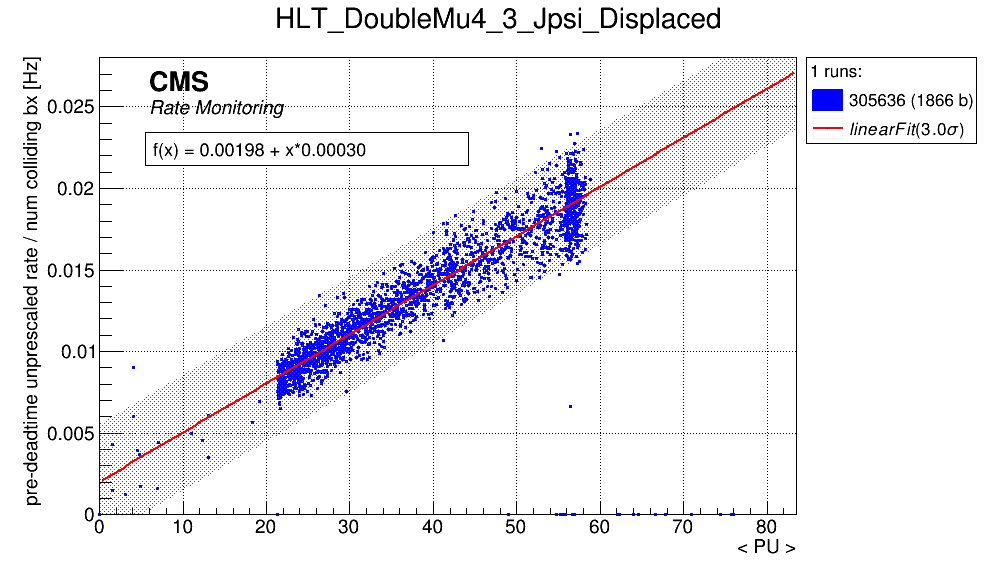 HLT_DoubleMu4_3_Jpsi_Displaced
pre-deadtime unprescaled rate / num colliding bx [Hz]
CMS
Rate Monitoring
f(x) = 0.00198 + x*0.00030
0.025
0.02
0.015
0.01
0.005
0
0 10 20 30 40 50 60 70 80
< PU >
1 runs:
305636 (1866 b)
linearFit(3.0σ)